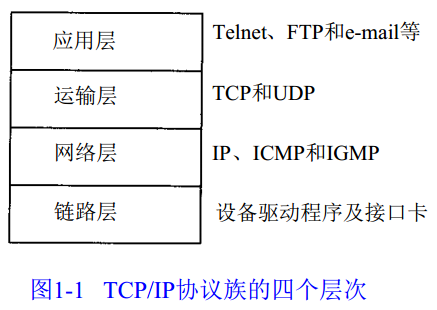 应用层 Telnet、FTP和e-mail等
运输层 TCP和UDP
网络层 IP、ICMP和IGMP
链路层 设备驱动程序及接口卡
图1-1 TCP/IP协议族的四个层次